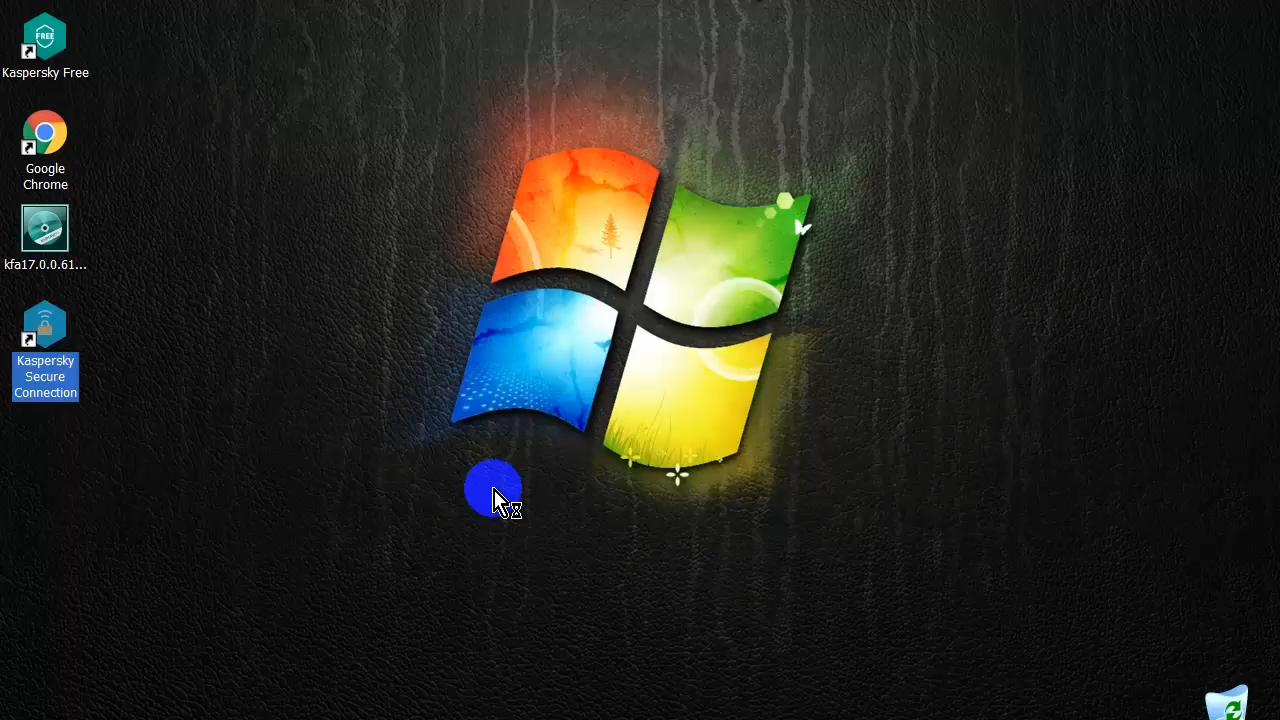 FREE
Kaspersky Free
Google
Chrome
kfa17.0.0.61...
Kaspersky
Secure
Connection